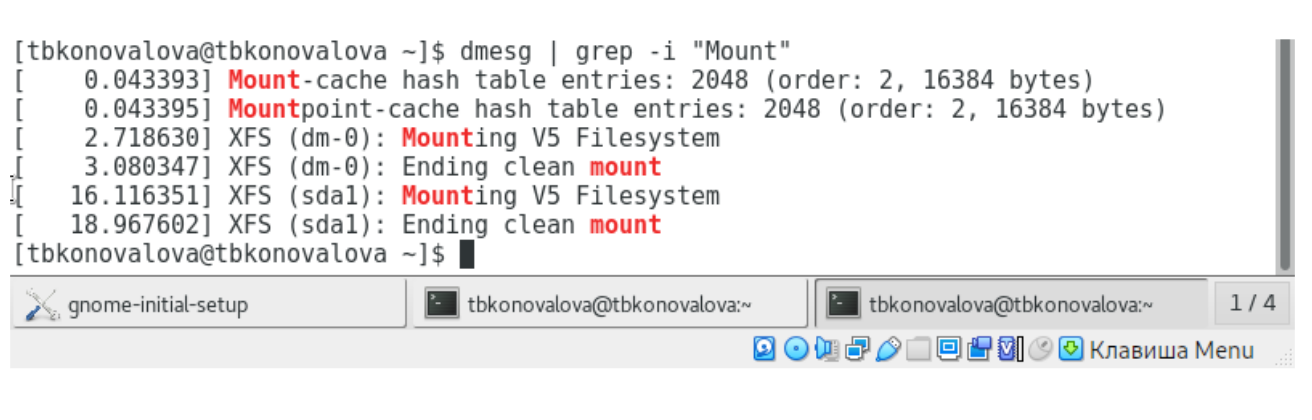 [tbkonovalova@tbkonovalova ~]$ dmesg | grep -i "Mount"
[    0.043393] Mount-cache hash table entries: 2048 (order: 2, 16384 bytes)
[    0.043395] Mountpoint-cache hash table entries: 2048 (order: 2, 16384 bytes)
[    2.718630] XFS (dm-0): Mounting V5 Filesystem
[    3.080347] XFS (dm-0): Ending clean mount
[   16.116351] XFS (sda1): Mounting V5 Filesystem
[   18.967602] XFS (sda1): Ending clean mount
[tbkonovalova@tbkonovalova ~]$
gnome-initial-setup tbkonovalova@tbkonovalova:~ tbkonovalova@tbkonovalova:~ 1 / 4
Клавиша Menu